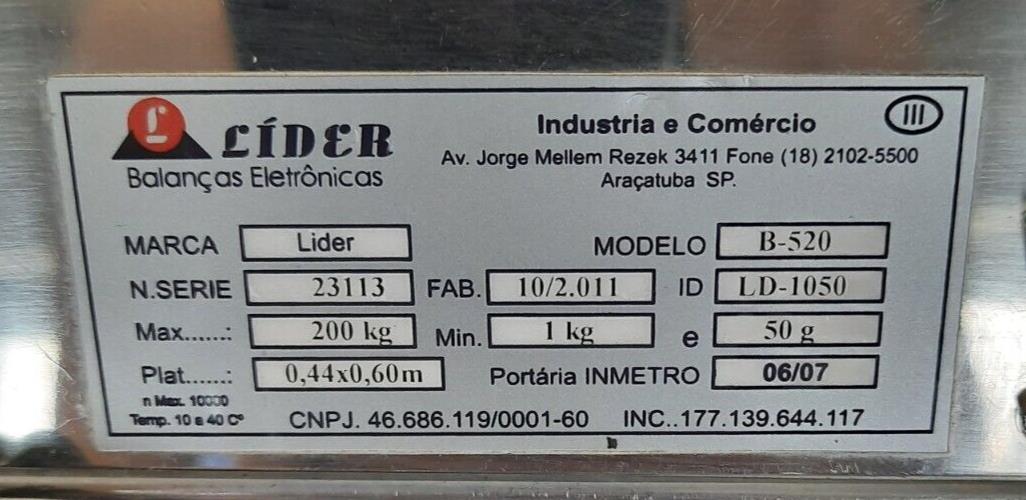 L LÍDER
Balanças Eletrônicas
Industria e Comércio
III
Av. Jorge Mellem Rezek 3411 Fone (18) 2102-5500
Araçatuba SP.
MARCA Lider MODELO B-520
N.SERIE 23113 FAB. 10/2.011 ID LD-1050
Max......: 200 kg Min. 1 kg e 50 g
Plat......: 0,44x0,60m Portária INMETRO 06/07
n Max. 10000
Temp. 10 a 40 Cº CNPJ. 46.686.119/0001-60 INC..177.139.644.117